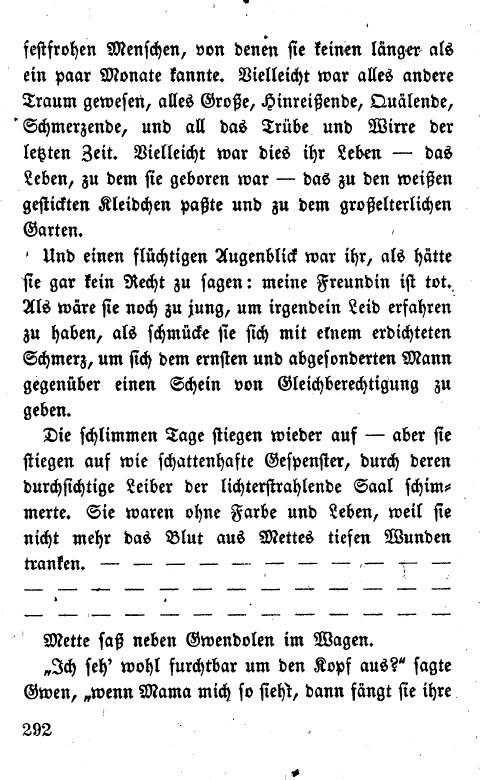 festfrohen Menschen, von denen sie keinen länger als
ein paar Monate kannte. Vielleicht war alles andere
Traum gewesen, alles Große, Hinreißende, Quälende,
Schmerzende, und all das Trübe und Wirre der
letzten Zeit. Vielleicht war dies ihr Leben — das
Leben, zu dem sie geboren war — das zu den weißen
gestickten Kleidchen paßte und zu dem großelterlichen
Garten.
Und einen flüchtigen Augenblick war ihr, als hätte
sie gar kein Recht zu sagen: meine Freundin ist tot.
Als wäre sie noch zu jung, um irgendein Leid erfahren
zu haben, als schmücke sie sich mit einem erdichteten
Schmerz, um sich dem ernsten und abgesonderten Mann
gegenüber einen Schein von Gleichberechtigung zu
geben.
Die schlimmen Tage stiegen wieder auf — aber sie
stiegen auf wie schattenhafte Gespenster, durch deren
durchsichtige Leiber der lichterstrahlende Saal schim-
merte. Sie waren ohne Farbe und Leben, weil sie
nicht mehr das Blut aus Mettes tiefen Wunden
tranken. — — — — — — — — — — — —
— — — — — — — — — — — — — — —
— — — — — — — — — — — — — — —
Mette saß neben Gwendolen im Wagen.
„Ich seh' wohl furchtbar um den Kopf aus?“ sagte
Gwen, „wenn Mama mich so sieht, dann fängt sie ihre
292